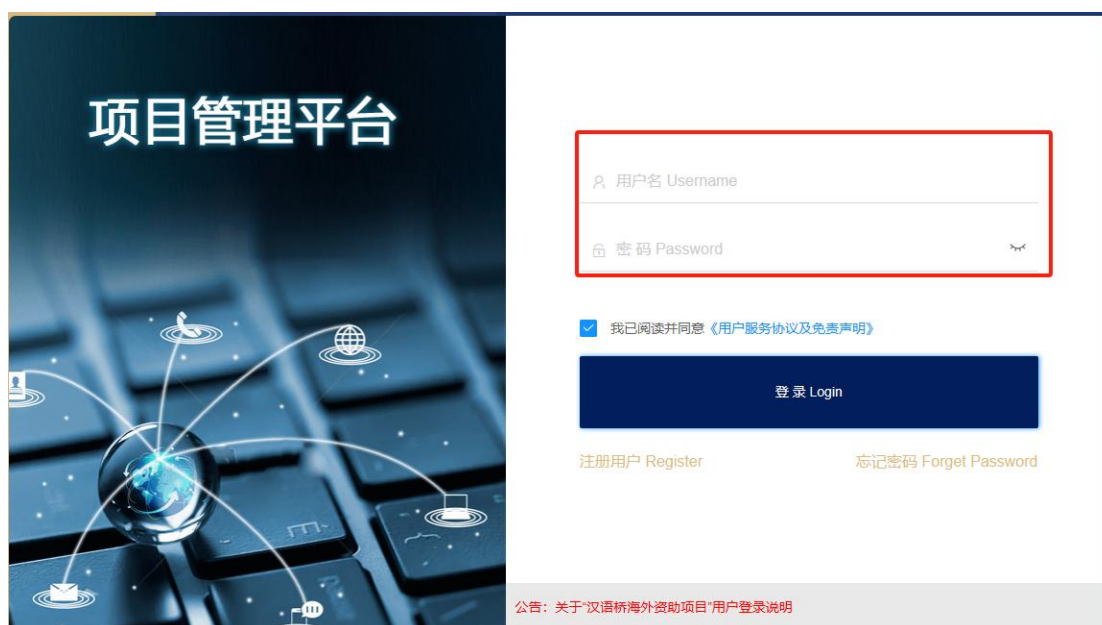 项目管理平台
用户名 Username
密 码 Password
我已阅读并同意《用户服务协议及免责声明》
登 录 Login
注册用户 Register
忘记密码 Forget Password
公告：关于“汉语桥海外资助项目”用户登录说明